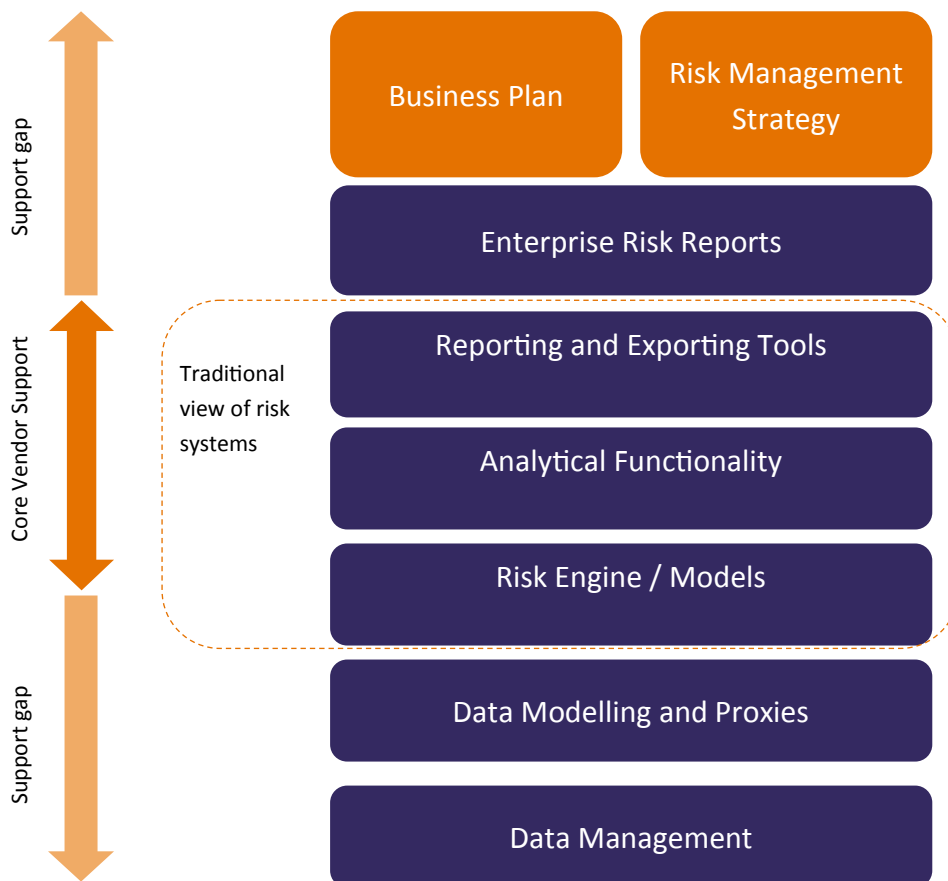 Support gap
Core Vendor Support
Support gap
Business Plan
Risk Management
Strategy
Enterprise Risk Reports
Traditional
view of risk
systems
Reporting and Exporting Tools
Analytical Functionality
Risk Engine / Models
Data Modelling and Proxies
Data Management